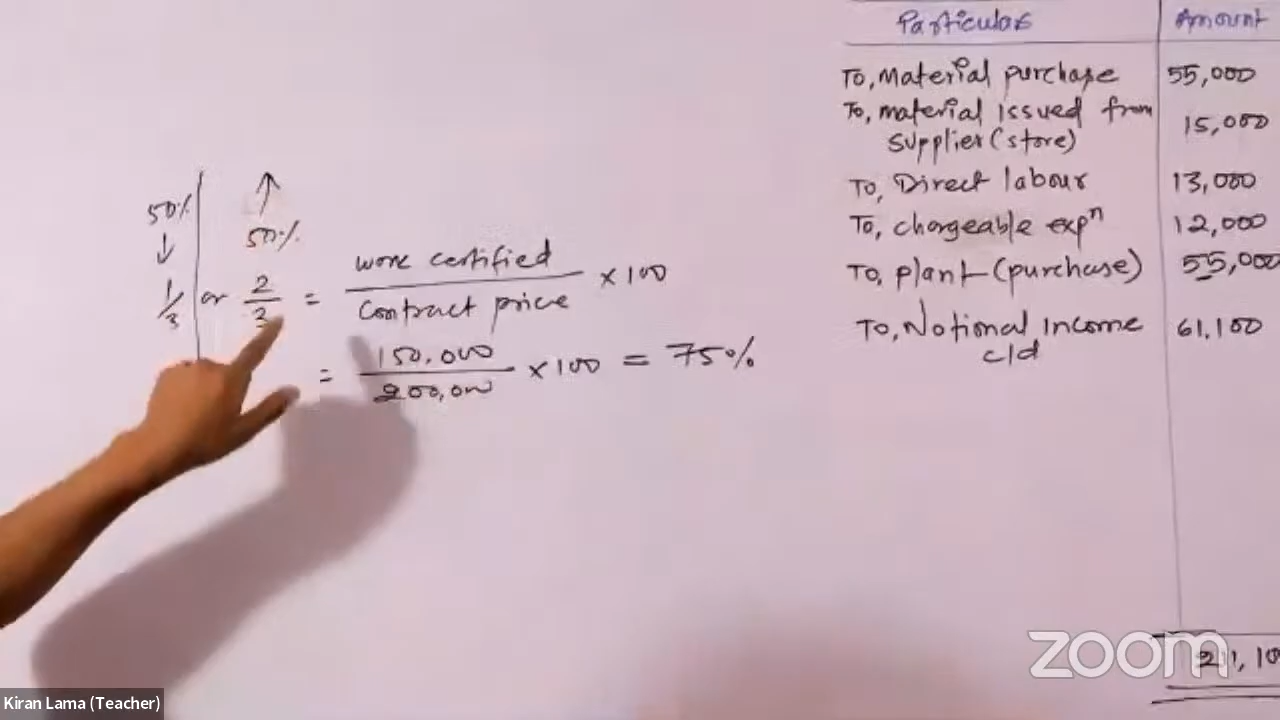 50%
↓
1/3 or 2/3 = work certified / contract price × 100
↑
50%
= 150,000 / 200,000 × 100 = 75%
Particulars Amount
To, Material purchase 55,000
To, material issued from
supplier (store) 15,000
To, Direct labour 13,000
To, chargeable expⁿ 12,000
To, plant (purchase) 55,000
To, Notional income 61,100
c/d
zoom
Kiran Lama (Teacher)